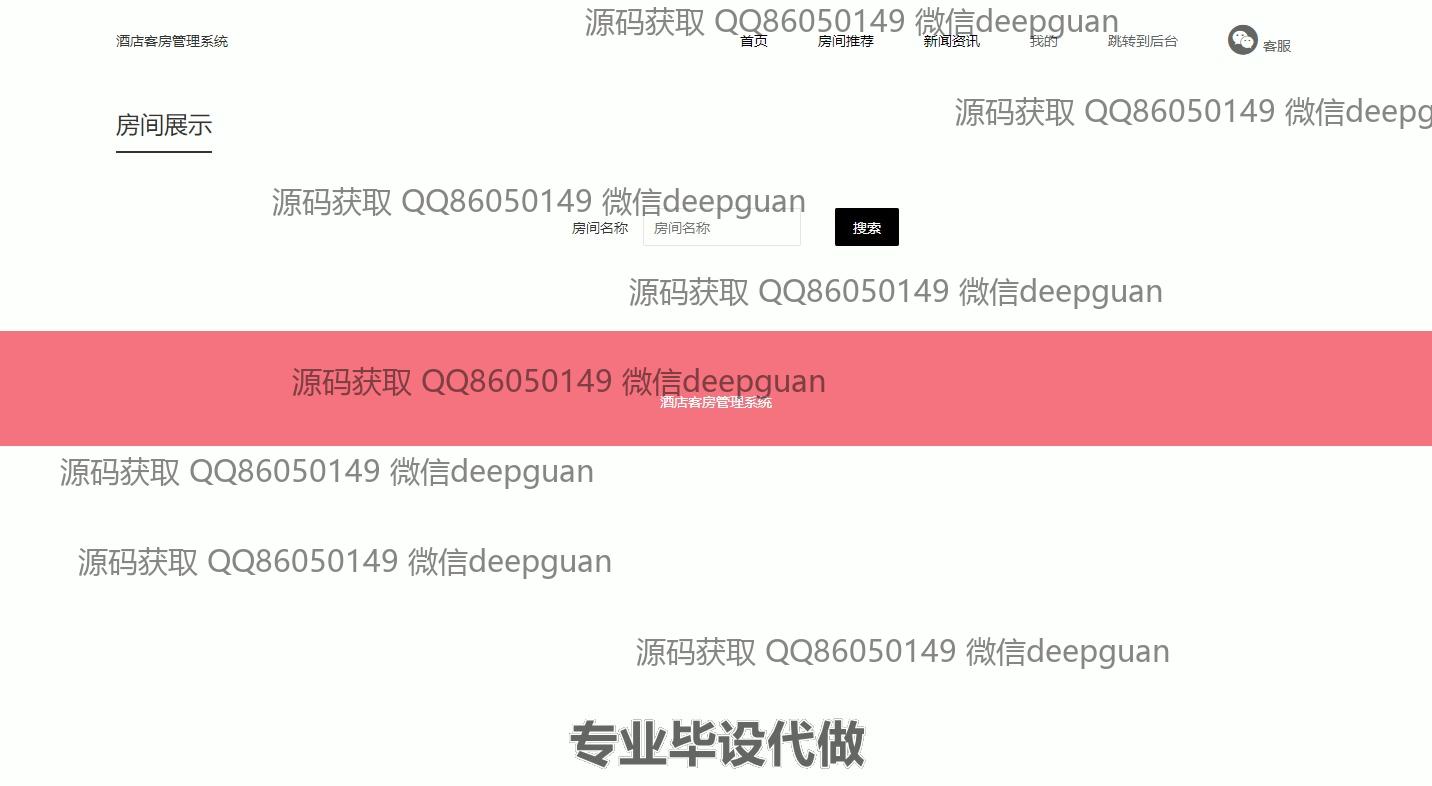 源码获取 QQ86050149 微信deepguan
酒店客房管理系统
首页
房间推荐
新闻资讯
我的
跳转到后台
客服
源码获取 QQ86050149 微信deepg
房间展示
源码获取 QQ86050149 微信deepguan
房间名称
房间名称
搜索
源码获取 QQ86050149 微信deepguan
源码获取 QQ86050149 微信deepguan
酒店客房管理系统
源码获取 QQ86050149 微信deepguan
源码获取 QQ86050149 微信deepguan
源码获取 QQ86050149 微信deepguan
专业毕设代做